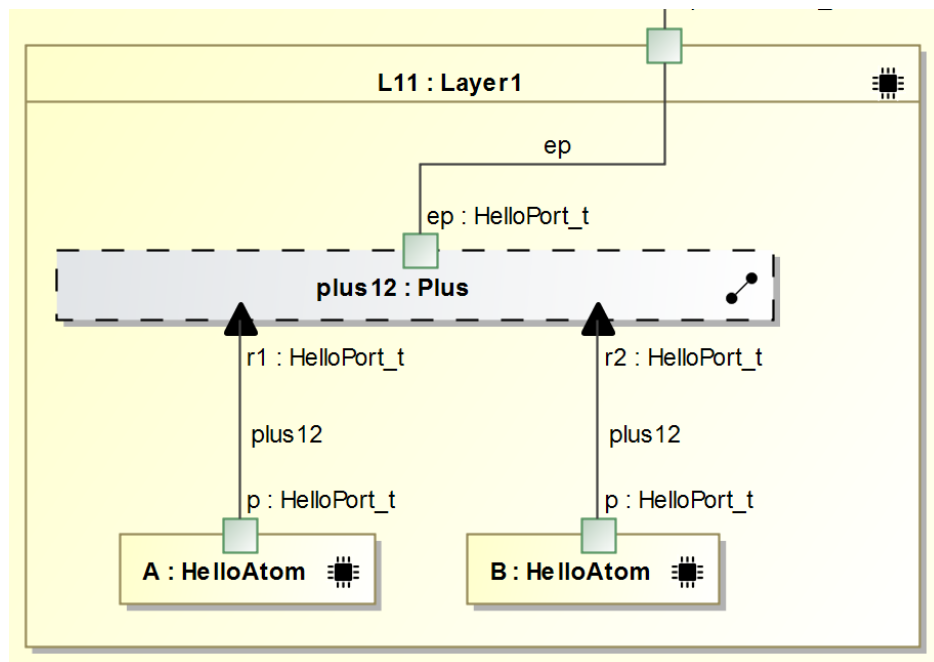 L11 : Layer1
ep
ep : HelloPort_t
plus12 : Plus
r1 : HelloPort_t
r2 : HelloPort_t
plus12
plus12
p : HelloPort_t
p : HelloPort_t
A : HelloAtom
B : HelloAtom